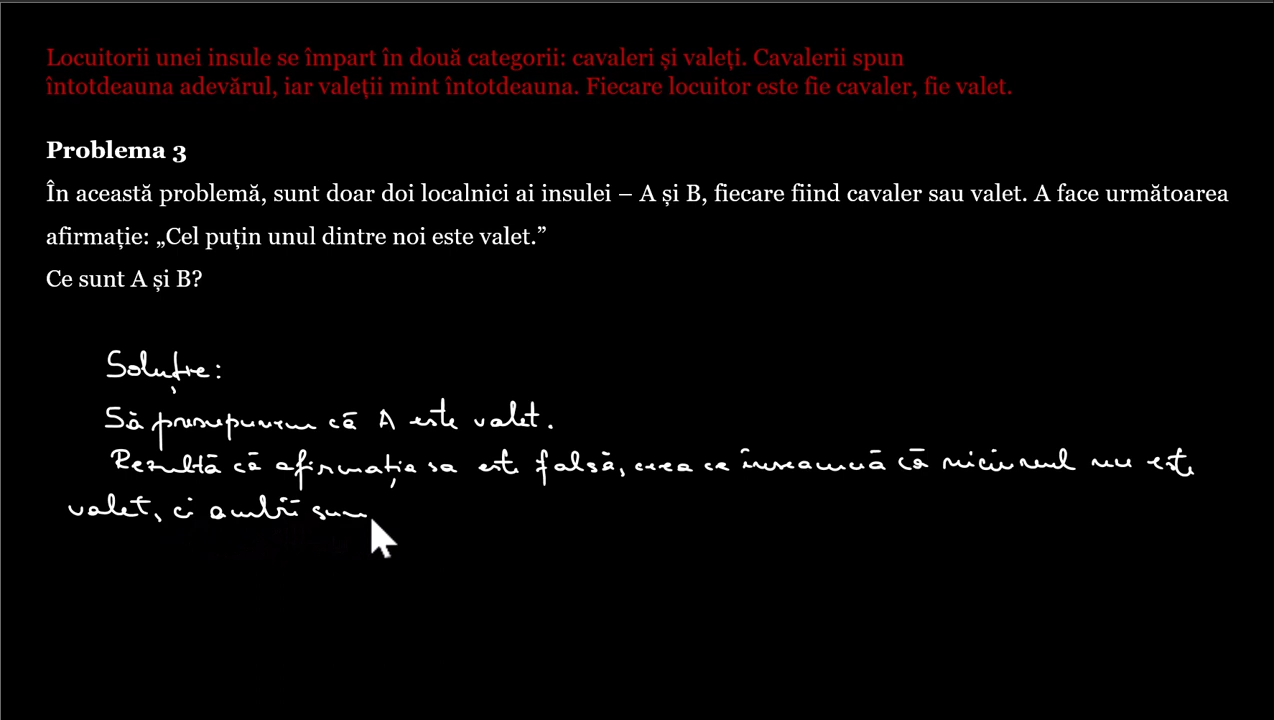 Locuitorii unei insule se împart în două categorii: cavaleri și valeți. Cavalerii spun
întotdeauna adevărul, iar valeții mint întotdeauna. Fiecare locuitor este fie cavaler, fie valet.
Problema 3
În această problemă, sunt doar doi localnici ai insulei – A și B, fiecare fiind cavaler sau valet. A face următoarea
afirmație: „Cel puțin unul dintre noi este valet.”
Ce sunt A și B?
Soluție:
Să presupunem că A este valet.
Rezultă că afirmația sa este falsă, ceea ce înseamnă că niciunul nu este
valet, ci ambii sun